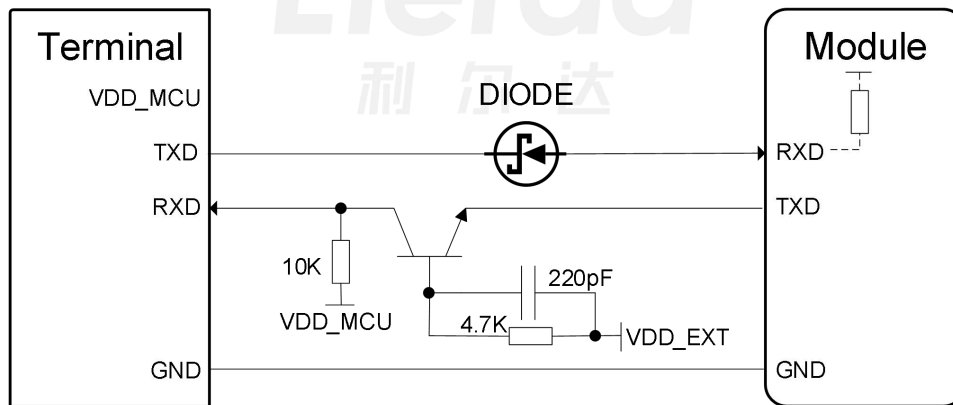 Lierda
利尔达
Terminal
Module
VDD_MCU
DIODE
TXD
RXD
RXD
TXD
10K
220pF
VDD_MCU
4.7K
VDD_EXT
GND
GND